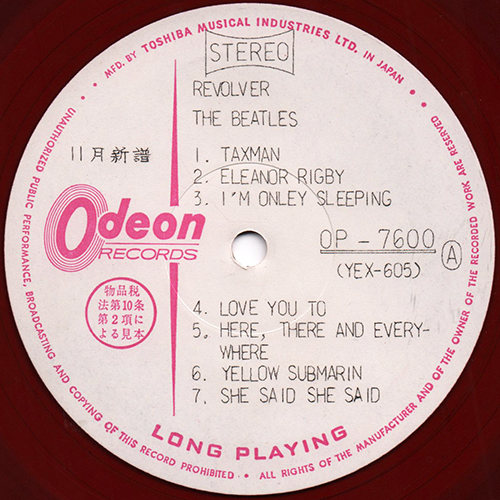 MFD. BY TOSHIBA MUSICAL INDUSTRIES LTD. IN JAPAN
STEREO
REVOLVER
THE BEATLES
11月新譜
1. TAXMAN
2. ELEANOR RIGBY
3. I'M ONLEY SLEEPING
Odeon
RECORDS
OP-7600 A
(YEX-605)
物品税
法第10条
第2項に
よる見本
4. LOVE YOU TO
5. HERE, THERE AND EVERY-
WHERE
6. YELLOW SUBMARIN
7. SHE SAID SHE SAID
LONG PLAYING
UNAUTHORIZED PUBLIC PERFORMANCE, BROADCASTING AND COPYING OF THIS RECORD PROHIBITED · ALL RIGHTS OF THE MANUFACTURER AND OF THE OWNER OF THE RECORDED WORK ARE RESERVED